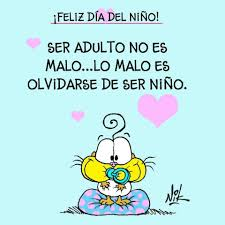 ¡FELIZ DÍA DEL NIÑO!
SER ADULTO NO ES
MALO...LO MALO ES
OLVIDARSE DE SER NIÑO.
NiK